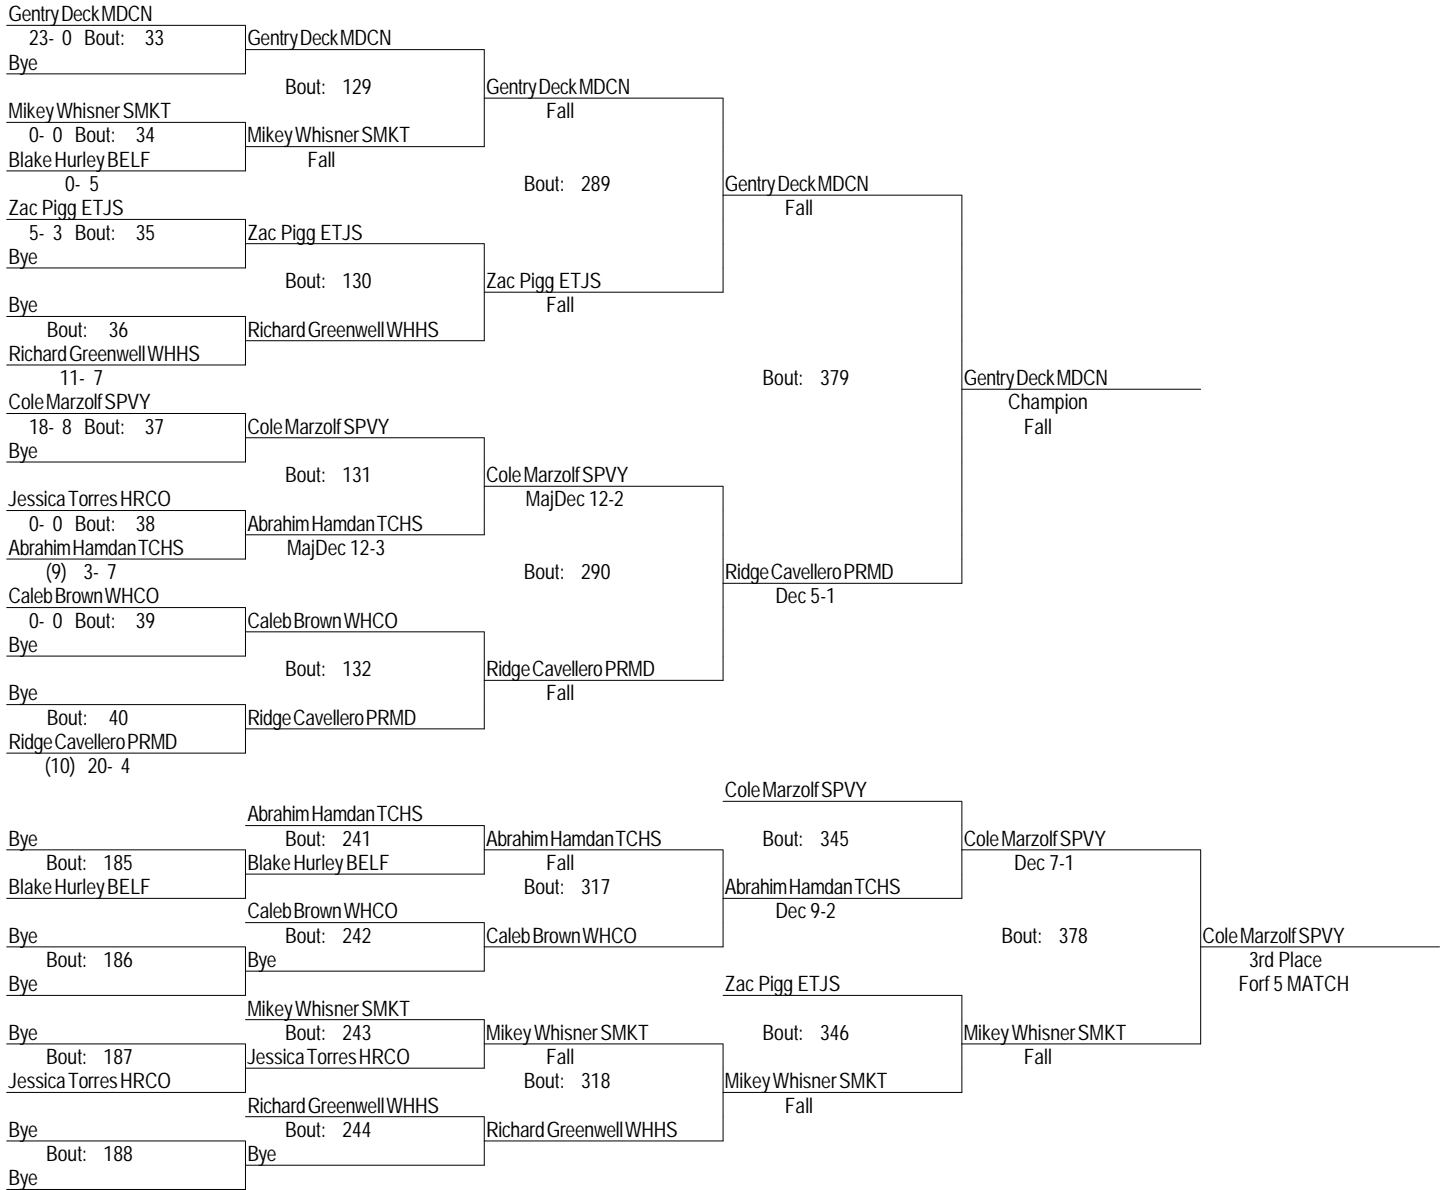 Gentry Deck MDCN
23- 0 Bout: 33
Gentry Deck MDCN
Bye
Bout: 129
Gentry Deck MDCN
Mikey Whisner SMKT
Fall
0- 0 Bout: 34
Mikey Whisner SMKT
Blake Hurley BELF
Fall
0- 5
Bout: 289
Gentry Deck MDCN
Zac Pigg ETJS
Fall
5- 3 Bout: 35
Zac Pigg ETJS
Bye
Bout: 130
Zac Pigg ETJS
Bye
Fall
Bout: 36
Richard Greenwell WHHS
Richard Greenwell WHHS
11- 7
Bout: 379
Gentry Deck MDCN
Cole Marzolf SPVY
Champion
18- 8 Bout: 37
Cole Marzolf SPVY
Fall
Bye
Bout: 131
Cole Marzolf SPVY
Jessica Torres HRCO
MajDec 12-2
0- 0 Bout: 38
Abrahim Hamdan TCHS
Abrahim Hamdan TCHS
MajDec 12-3
(9) 3- 7
Bout: 290
Ridge Cavellero PRMD
Caleb Brown WHCO
Dec 5-1
0- 0 Bout: 39
Caleb Brown WHCO
Bye
Bout: 132
Ridge Cavellero PRMD
Bye
Fall
Bout: 40
Ridge Cavellero PRMD
Ridge Cavellero PRMD
(10) 20- 4
Cole Marzolf SPVY
Abrahim Hamdan TCHS
Bye
Bout: 241
Abrahim Hamdan TCHS
Bout: 345
Cole Marzolf SPVY
Bout: 185
Blake Hurley BELF
Fall
Dec 7-1
Blake Hurley BELF
Bout: 317
Abrahim Hamdan TCHS
Caleb Brown WHCO
Dec 9-2
Bye
Bout: 242
Caleb Brown WHCO
Bout: 378
Cole Marzolf SPVY
Bout: 186
Bye
3rd Place
Bye
Zac Pigg ETJS
Forf 5 MATCH
Mikey Whisner SMKT
Bye
Bout: 243
Mikey Whisner SMKT
Bout: 346
Mikey Whisner SMKT
Bout: 187
Jessica Torres HRCO
Fall
Fall
Jessica Torres HRCO
Bout: 318
Mikey Whisner SMKT
Richard Greenwell WHHS
Fall
Bye
Bout: 244
Richard Greenwell WHHS
Bout: 188
Bye
Bye